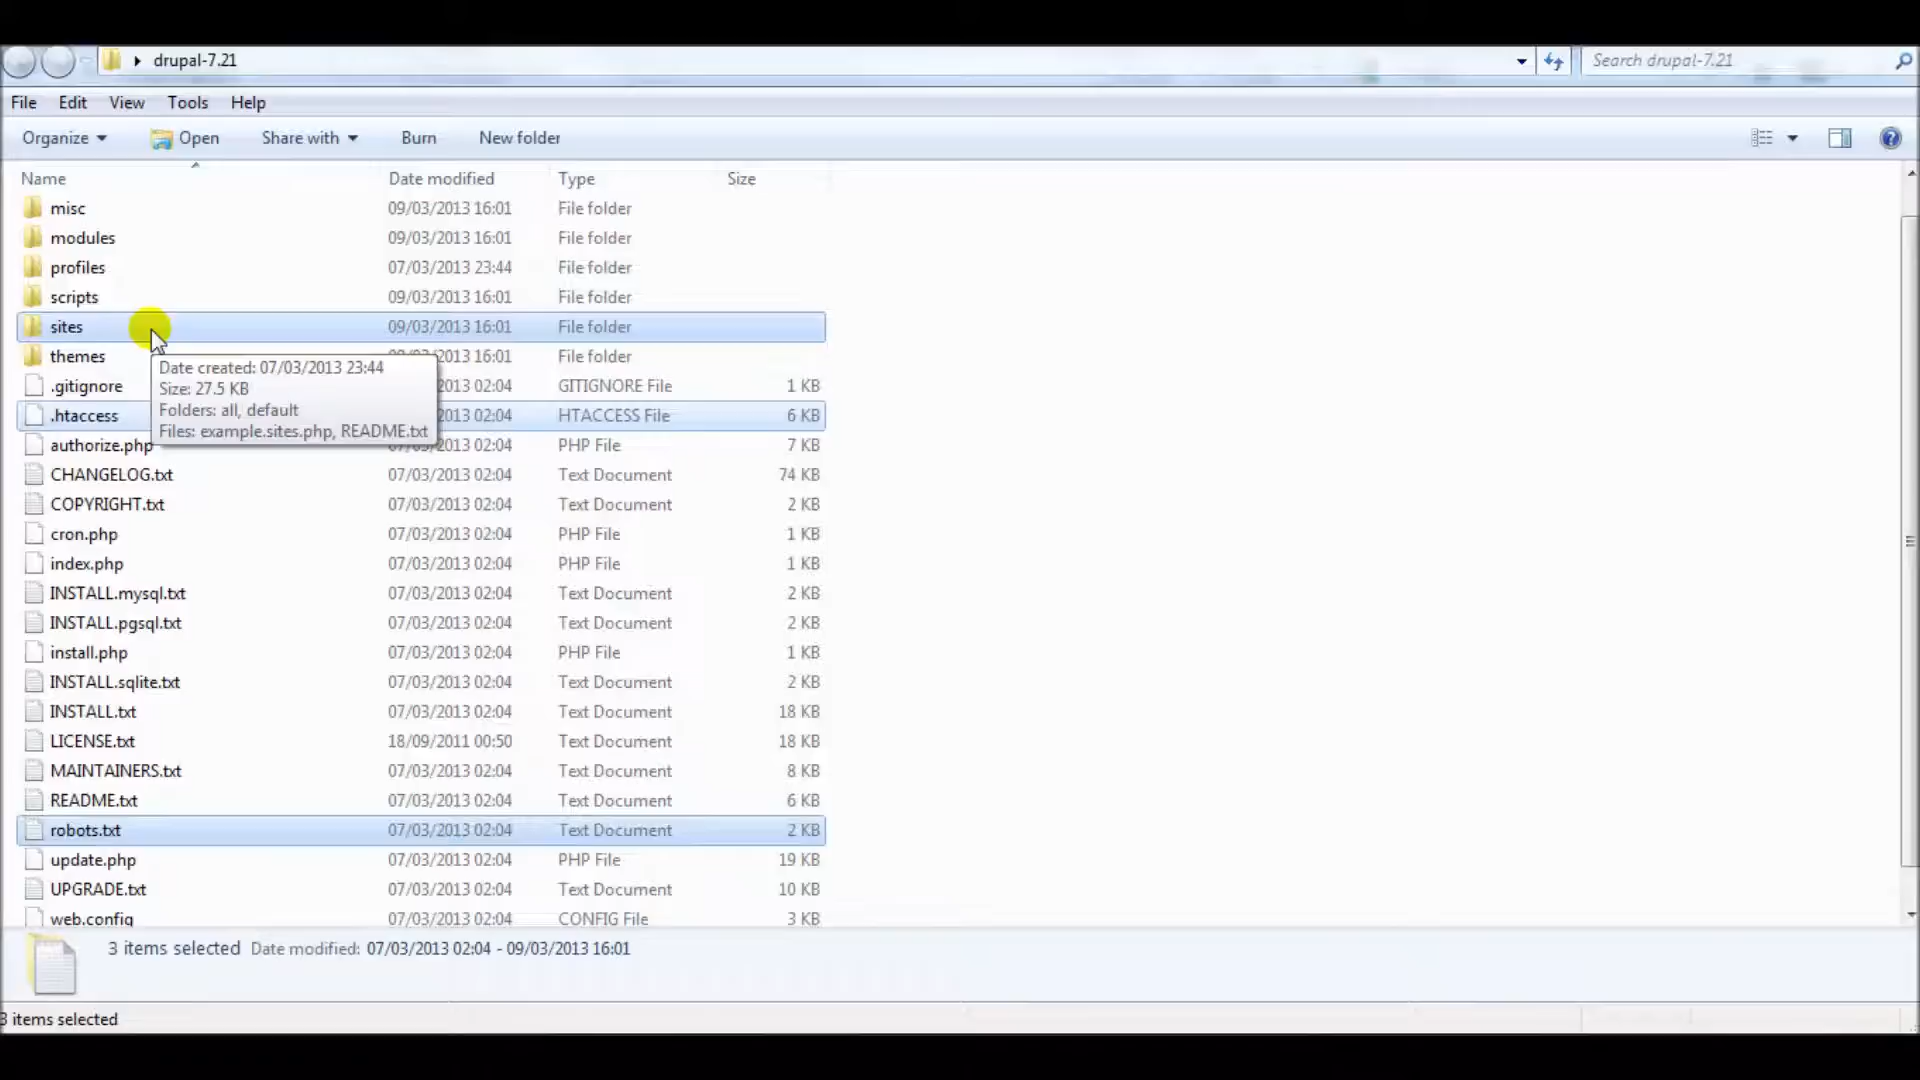 drupal-7.21
Search drupal-7.21
File Edit View Tools Help
Organize Open Share with Burn New folder
Name Date modified Type Size
misc 09/03/2013 16:01 File folder
modules 09/03/2013 16:01 File folder
profiles 07/03/2013 23:44 File folder
scripts 09/03/2013 16:01 File folder
sites 09/03/2013 16:01 File folder
themes 2013 16:01 File folder
Date created: 07/03/2013 23:44
Size: 27.5 KB
Folders: all, default
Files: example.sites.php, README.txt
.gitignore 2013 02:04 GITIGNORE File 1 KB
.htaccess 2013 02:04 HTACCESS File 6 KB
authorize.php 07/03/2013 02:04 PHP File 7 KB
CHANGELOG.txt 07/03/2013 02:04 Text Document 74 KB
COPYRIGHT.txt 07/03/2013 02:04 Text Document 2 KB
cron.php 07/03/2013 02:04 PHP File 1 KB
index.php 07/03/2013 02:04 PHP File 1 KB
INSTALL.mysql.txt 07/03/2013 02:04 Text Document 2 KB
INSTALL.pgsql.txt 07/03/2013 02:04 Text Document 2 KB
install.php 07/03/2013 02:04 PHP File 1 KB
INSTALL.sqlite.txt 07/03/2013 02:04 Text Document 2 KB
INSTALL.txt 07/03/2013 02:04 Text Document 18 KB
LICENSE.txt 18/09/2011 00:50 Text Document 18 KB
MAINTAINERS.txt 07/03/2013 02:04 Text Document 8 KB
README.txt 07/03/2013 02:04 Text Document 6 KB
robots.txt 07/03/2013 02:04 Text Document 2 KB
update.php 07/03/2013 02:04 PHP File 19 KB
UPGRADE.txt 07/03/2013 02:04 Text Document 10 KB
web.config 07/03/2013 02:04 CONFIG File 3 KB
3 items selected Date modified: 07/03/2013 02:04 - 09/03/2013 16:01
3 items selected